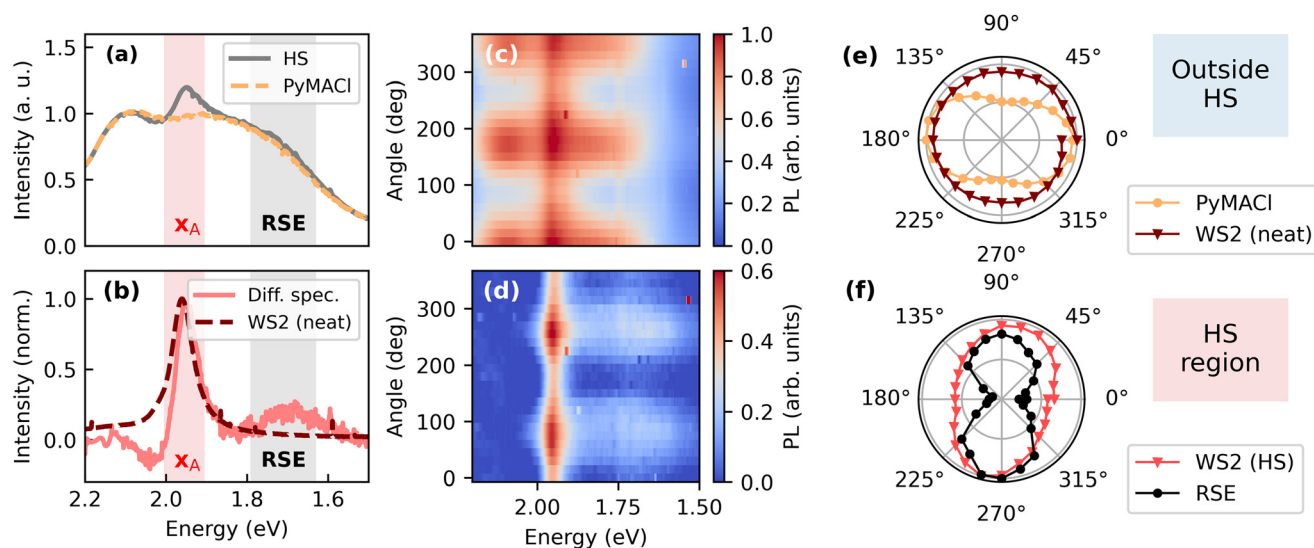 (a)
HS
PyMACl
1.5
1.0
0.5
0.0
Intensity (a. u.)
XA
RSE
(b)
Diff. spec.
WS2 (neat)
1.0
0.5
0.0
Intensity (norm.)
XA
RSE
2.2 2.0 1.8 1.6
Energy (eV)
(c)
300
200
100
0
Angle (deg)
1.0
0.8
0.6
0.4
0.2
0.0
PL (arb. units)
(d)
300
200
100
0
Angle (deg)
2.00 1.75 1.50
Energy (eV)
0.6
0.4
0.2
0.0
PL (arb. units)
(e)
90°
135° 45°
180° 0°
225° 315°
270°
Outside
HS
PyMACl
WS2 (neat)
(f)
90°
135° 45°
180° 0°
225° 315°
270°
HS
region
WS2 (HS)
RSE